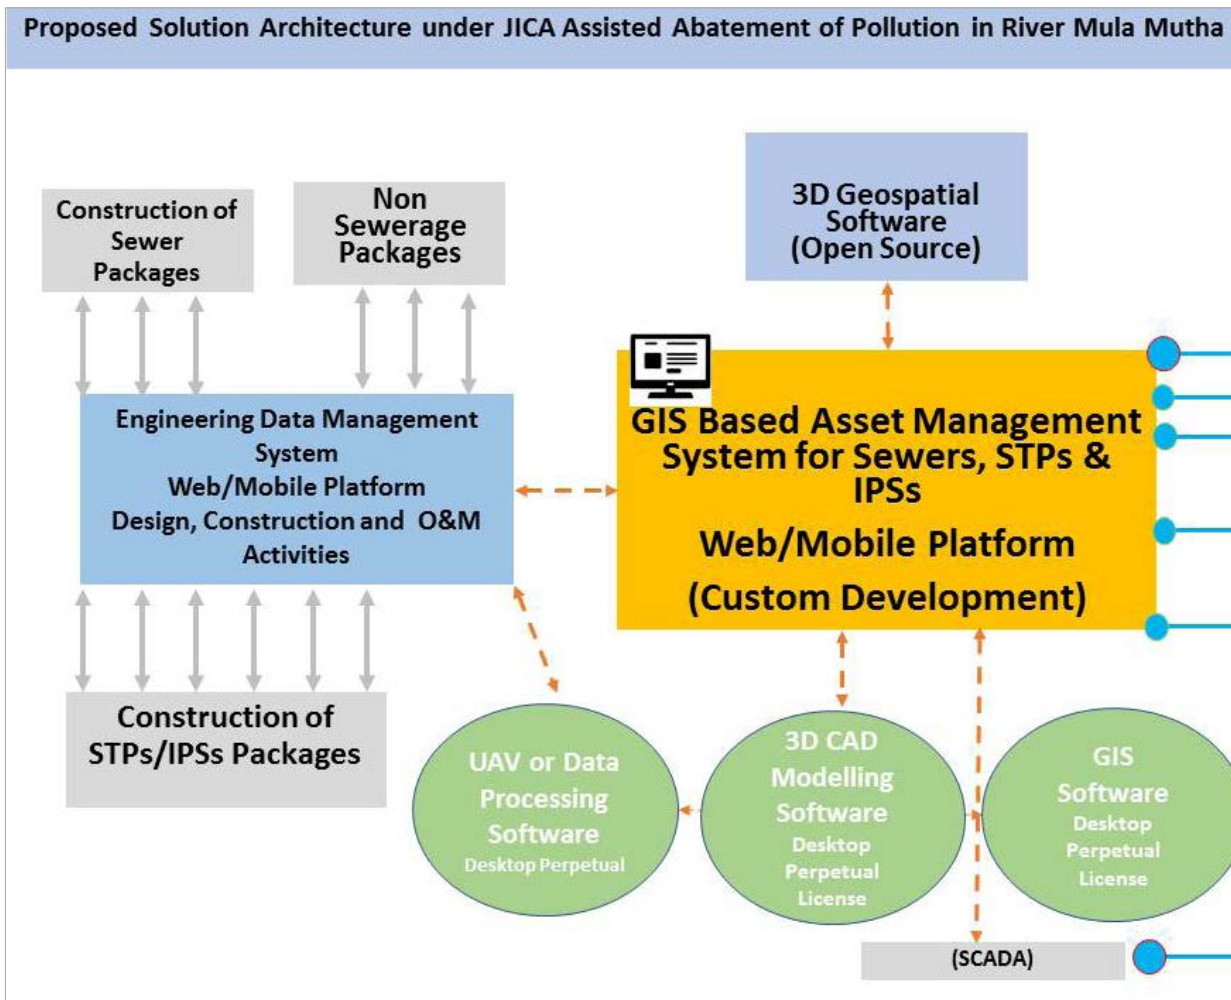 Proposed Solution Architecture under JICA Assisted Abatement of Pollution in River Mula Mutha
Construction of
Sewer
Packages
Non
Sewerage
Packages
3D Geospatial
Software
(Open Source)
Engineering Data Management
System
Web/Mobile Platform
Design, Construction and O&M
Activities
GIS Based Asset Management
System for Sewers, STPs &
IPSs
Web/Mobile Platform
(Custom Development)
Construction of
STPs/IPSs Packages
UAV or Data
Processing
Software
Desktop Perpetual
3D CAD
Modelling
Software
Desktop
Perpetual
License
GIS
Software
Desktop
Perpetual
License
(SCADA)